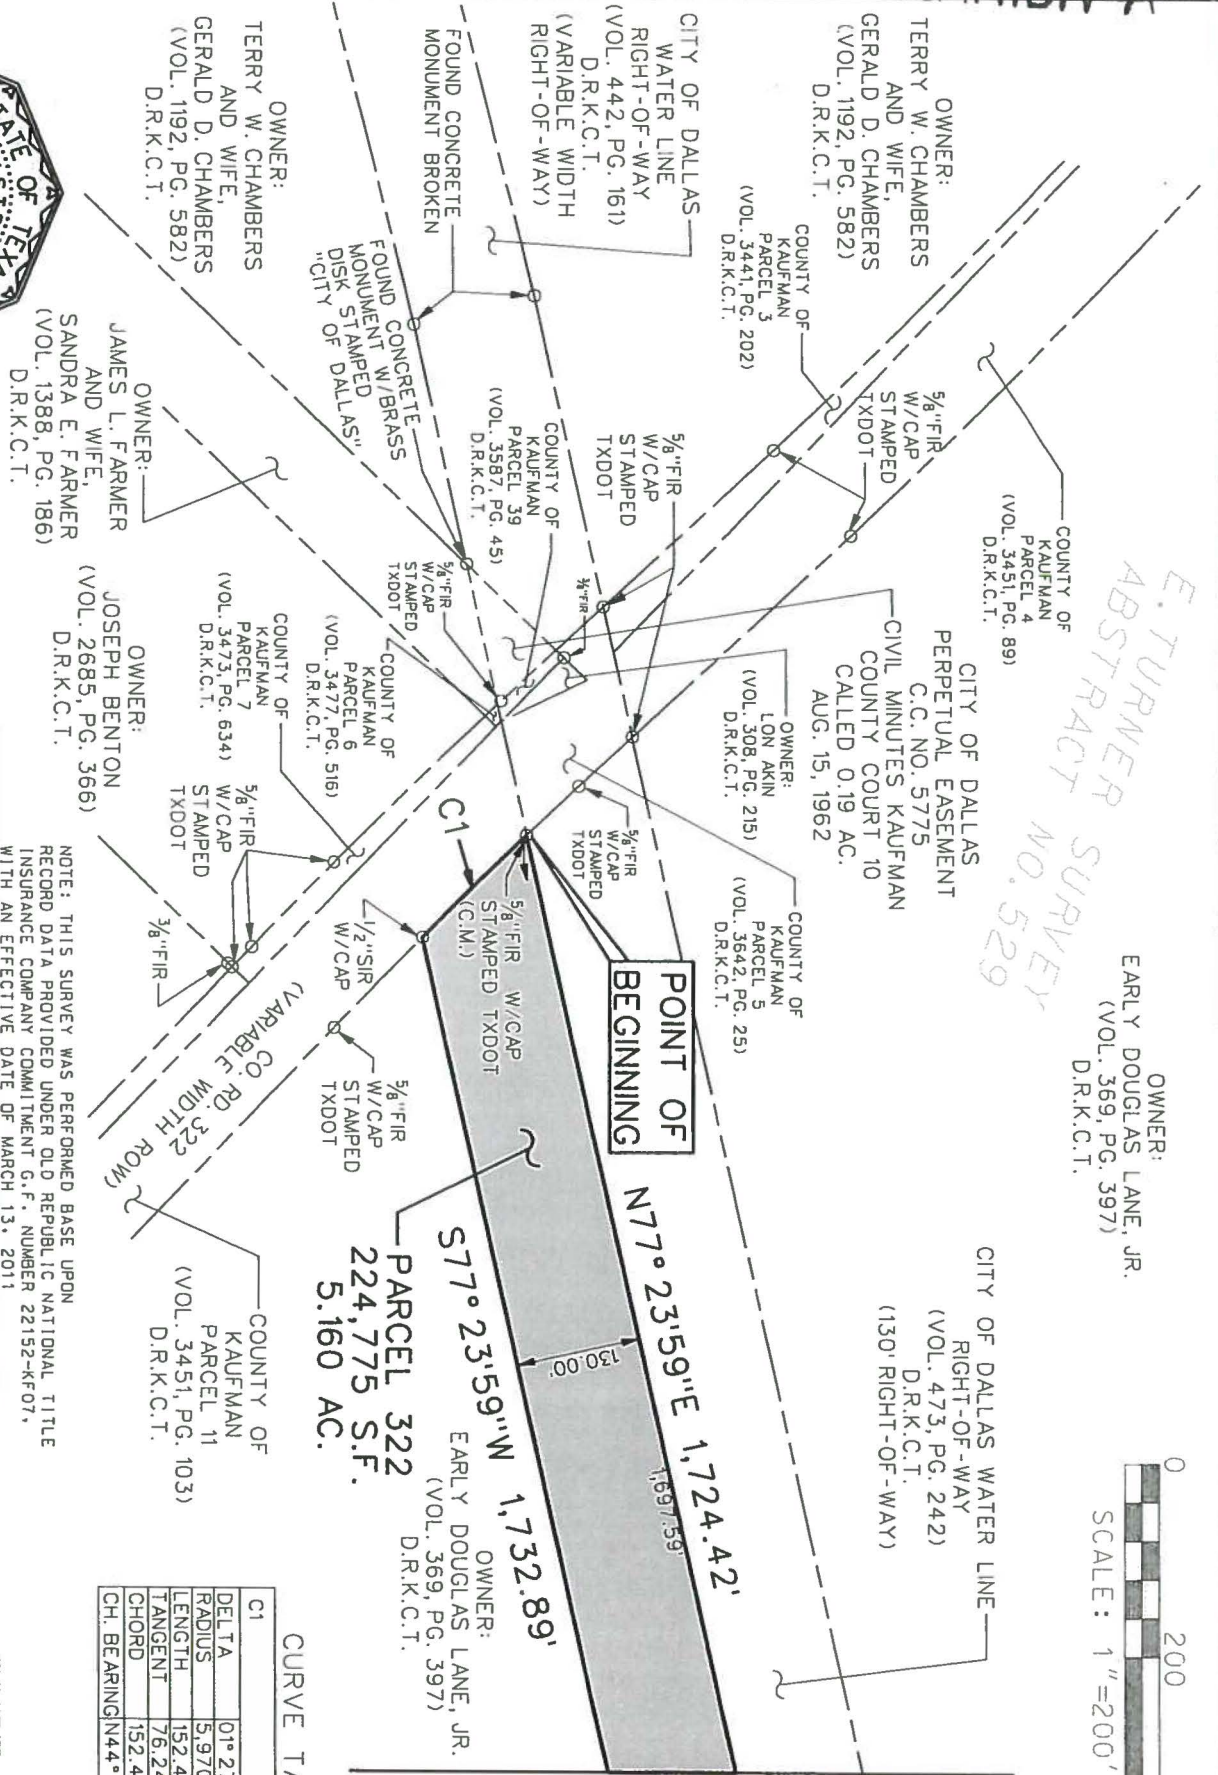 OWNER:
TERRY W. CHAMBERS
AND WIFE,
GERALD D. CHAMBERS
(VOL. 1192, PG. 582)
D.R.K.C.T.
COUNTY OF
KAUFMAN
PARCEL 3
(VOL. 3441, PG. 202)
D.R.K.C.T.
CITY OF DALLAS
WATER LINE
RIGHT-OF-WAY
(VOL. 442, PG. 161)
D.R.K.C.T.
(VARIABLE WIDTH
RIGHT-OF-WAY)
FOUND CONCRETE
MONUMENT BROKEN
OWNER:
TERRY W. CHAMBERS
AND WIFE,
GERALD D. CHAMBERS
(VOL. 1192, PG. 582)
D.R.K.C.T.
FOUND CONCRETE
MONUMENT W/BRASS
DISK STAMPED
"CITY OF DALLAS"
OWNER:
JAMES L. FARMER
AND WIFE,
SANDRA E. FARMER
(VOL. 1388, PG. 186)
D.R.K.C.T.
STATE OF TEX
5/8"FIR
W/CAP
STAMPED
TXDOT
COUNTY OF
KAUFMAN
PARCEL 4
(VOL. 3451, PG. 89)
D.R.K.C.T.
E. TURNER SURVEY
ABSTRACT NO. 529
5/8"FIR
W/CAP
STAMPED
TXDOT
COUNTY OF
KAUFMAN
PARCEL 39
(VOL. 3587, PG. 45)
D.R.K.C.T.
5/8"FIR
W/CAP
STAMPED
TXDOT
CITY OF DALLAS
PERPETUAL EASEMENT
C.C. NO. 5775
CIVIL MINUTES KAUFMAN
COUNTY COURT 10
CALLED 0.19 AC.
AUG. 15, 1962
OWNER:
LON AKIN
(VOL. 308, PG. 215)
D.R.K.C.T.
COUNTY OF
KAUFMAN
PARCEL 6
(VOL. 3477, PG. 516)
D.R.K.C.T.
COUNTY OF
KAUFMAN
PARCEL 7
(VOL. 3473, PG. 634)
D.R.K.C.T.
OWNER:
JOSEPH BENTON
(VOL. 2685, PG. 366)
D.R.K.C.T.
5/8"FIR
W/CAP
STAMPED
TXDOT
3/8"FIR
5/8"FIR
W/CAP
STAMPED
TXDOT
COUNTY OF
KAUFMAN
PARCEL 5
(VOL. 3642, PG. 25)
D.R.K.C.T.
C1
5/8"FIR W/CAP
STAMPED TXDOT
(C.M.)
1/2"SIR
W/CAP
POINT OF
BEGINNING
5/8"FIR
W/CAP
STAMPED
TXDOT
CO. RD. 322
(VARIABLE WIDTH ROW)
OWNER:
EARLY DOUGLAS LANE, JR.
(VOL. 369, PG. 397)
D.R.K.C.T.
CITY OF DALLAS WATER LINE
RIGHT-OF-WAY
(VOL. 473, PG. 242)
D.R.K.C.T.
(130' RIGHT-OF-WAY)
N77°23'59"E 1,724.42'
1,697.59'
130.00'
S77°23'59"W 1,732.89'
PARCEL 322
224,775 S.F.
5.160 AC.
OWNER:
EARLY DOUGLAS LANE, JR.
(VOL. 369, PG. 397)
D.R.K.C.T.
COUNTY OF
KAUFMAN
PARCEL 11
(VOL. 3451, PG. 103)
D.R.K.C.T.
NOTE: THIS SURVEY WAS PERFORMED BASE UPON
RECORD DATA PROVIDED UNDER OLD REPUBLIC NATIONAL TITLE
INSURANCE COMPANY COMMITMENT G.F. NUMBER 22152-KF07,
WITH AN EFFECTIVE DATE OF MARCH 13, 2011
0 200
SCALE: 1"=200'
CURVE TA
C1
DELTA 01°2
RADIUS 5,970
LENGTH 152.4
TANGENT 76.24
CHORD 152.4
CH. BEARING N44°